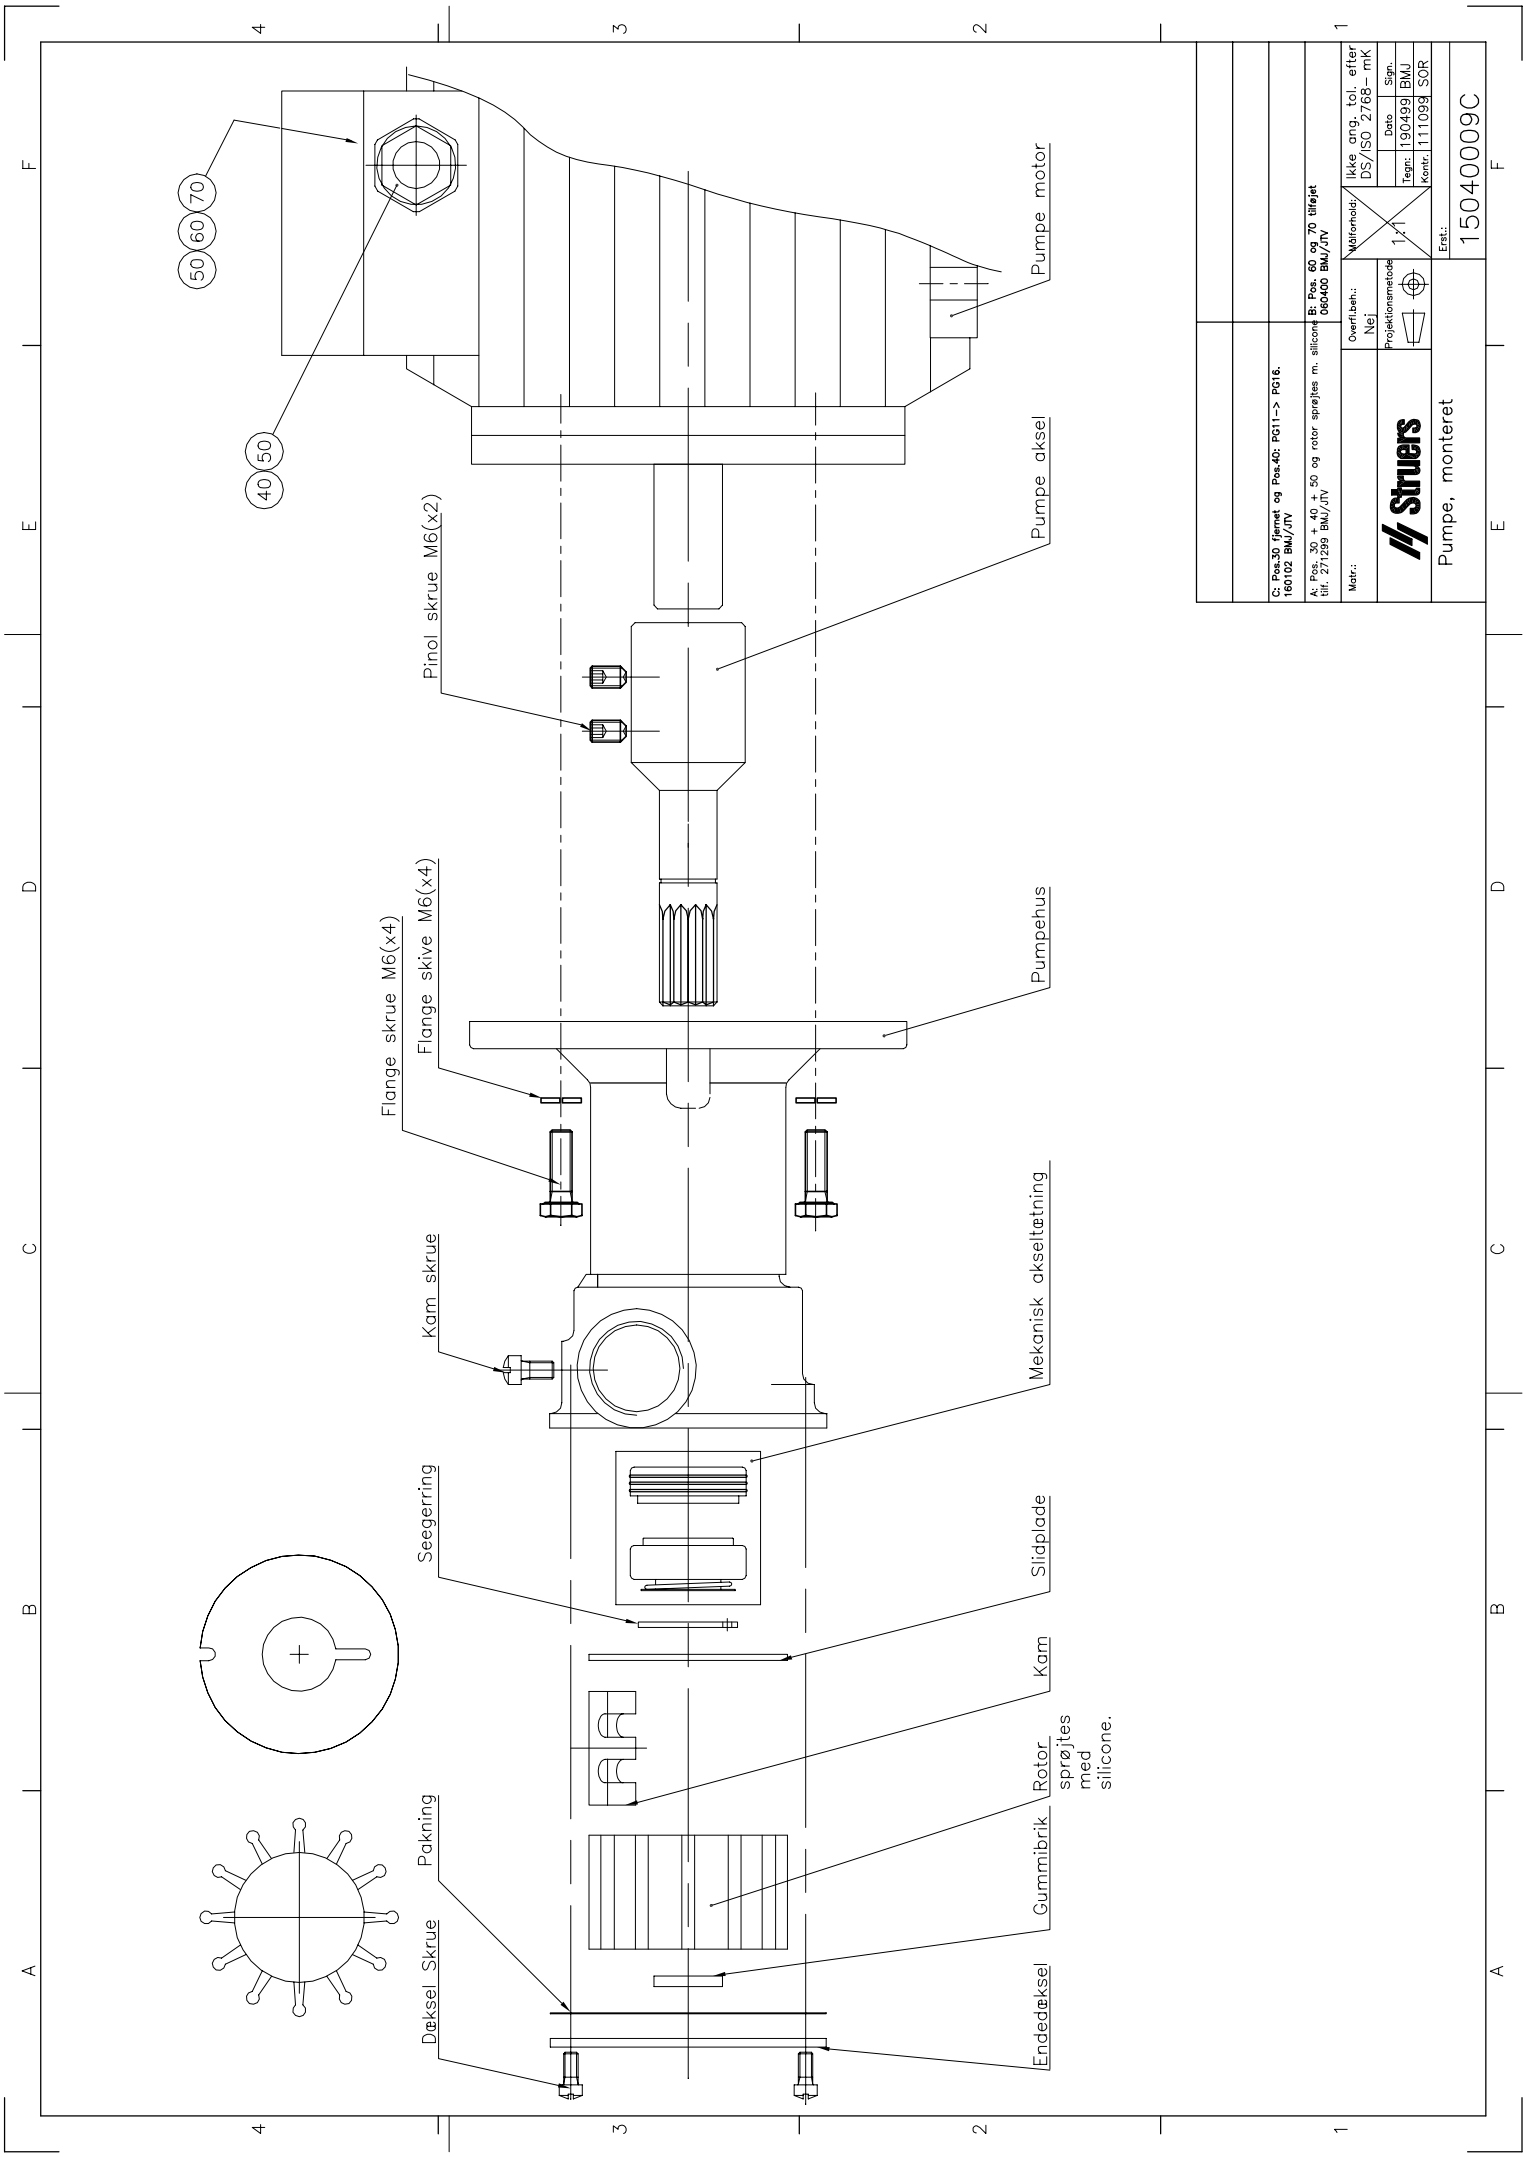 A
B
C
D
E
F
4
3
2
1
50
60
70
40
50
Pinol skrue M6(x2)
Flange skrue M6(x4)
Flange skive M6(x4)
Kam skrue
Seegerring
Pakning
Dæksel Skrue
Endedæksel
Gummibrik
Rotor
sprøjtes
med
silicone.
Kam
Slidplade
Mekanisk akseltætning
Pumpehus
Pumpe aksel
Pumpe motor
C: Pos.30 fjernet og Pos.40: PG11-> PG16.
160102 BMJ/JTV
A: Pos. 30 + 40 + 50 og rotor sprøjtes m. silicone
tilf. 271299 BMJ/JTV
B: Pos. 60 og 70 tilføjet
060400 BMJ/JTV
Matr.:
Overfl.beh.:
Nej
Målforhold:
1:1
Ikke ang. tol. efter
DS/ISO 2768- mK
Projektionsmetode
Dato
Sign.
Tegn:
190499
BMJ
Kontr.
111099
SOR
Struers
Pumpe, monteret
Erst.:
15040009C
A
B
C
D
E
F
4
3
2
1